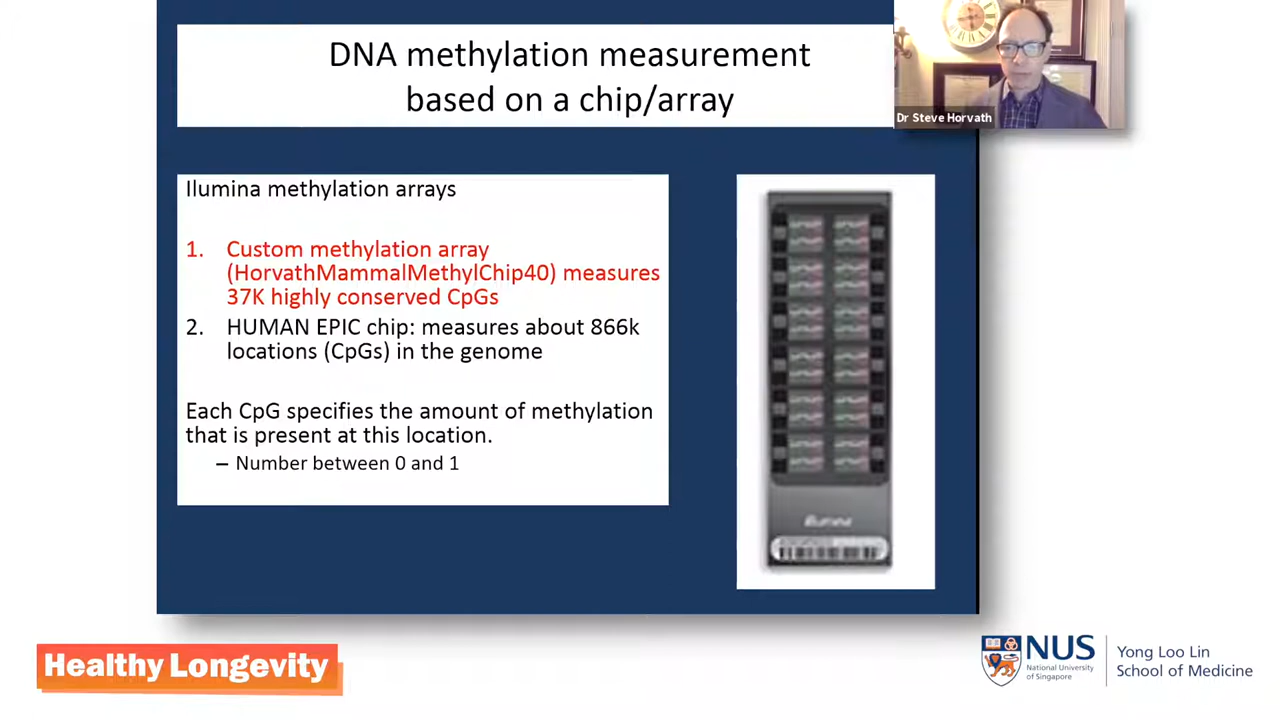 DNA methylation measurement
based on a chip/array
Dr Steve Horvath
Ilumina methylation arrays
1. Custom methylation array
(HorvathMammalMethylChip40) measures
37K highly conserved CpGs
2. HUMAN EPIC chip: measures about 866k
locations (CpGs) in the genome
Each CpG specifies the amount of methylation
that is present at this location.
– Number between 0 and 1
illumina
Healthy Longevity
NUS
National University
of Singapore
Yong Loo Lin
School of Medicine